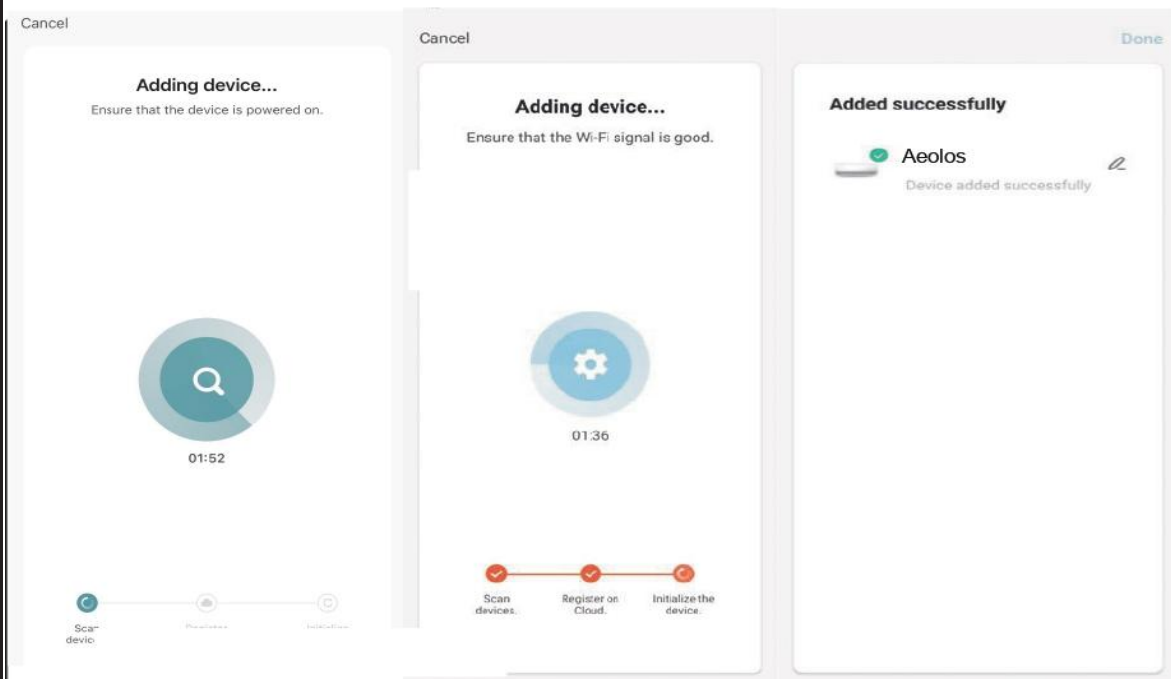 Cancel
Adding device...
Ensure that the device is powered on.
01:52
Scan
device
Cancel
Adding device...
Ensure that the Wi-Fi signal is good.
01:36
Scan
devices.
Register on
Cloud.
Initialize the
device.
Done
Added successfully
Aeolos
Device added successfully